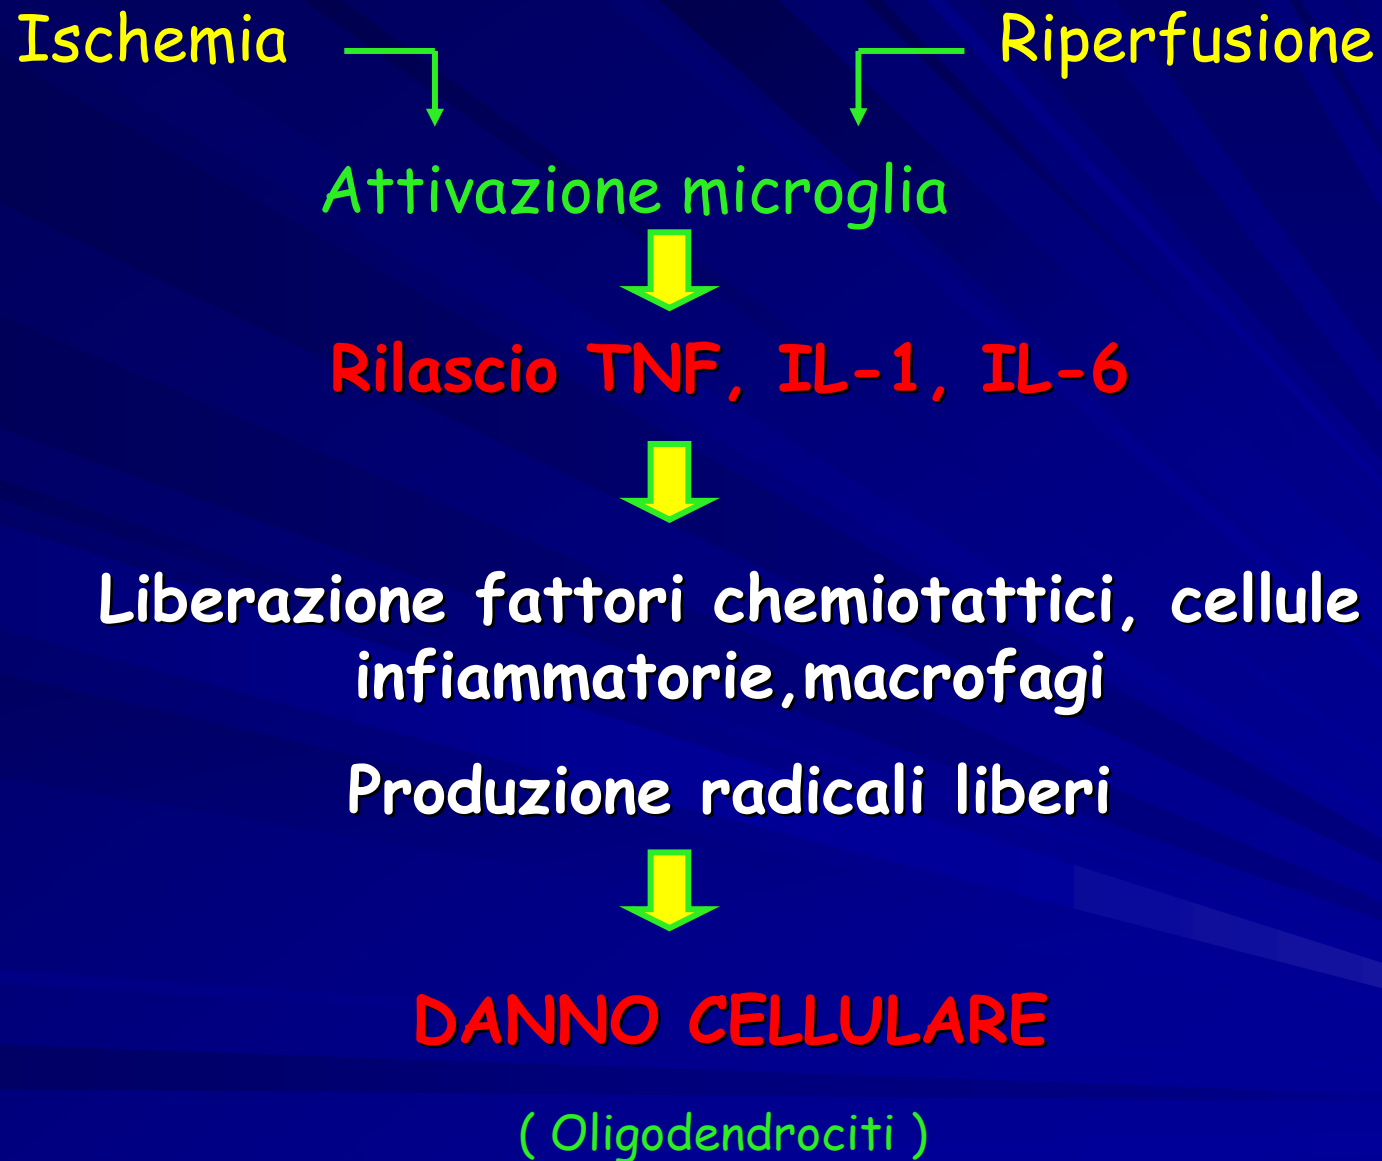 Ischemia
Riperfusione
Attivazione microglia
Rilascio TNF, IL-1, IL-6
Liberazione fattori chemiotattici, cellule
infiammatorie,macrofagi
Produzione radicali liberi
DANNO CELLULARE
( Oligodendrociti )